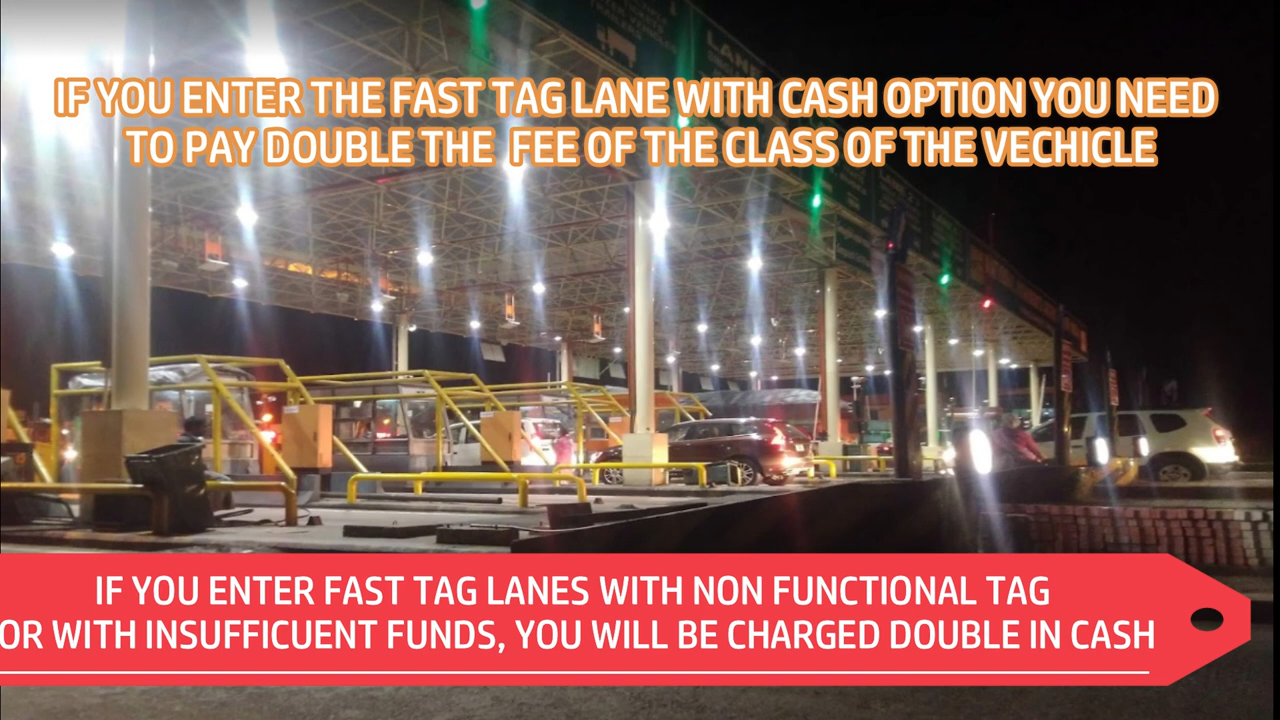 LANE
IF YOU ENTER THE FAST TAG LANE WITH CASH OPTION YOU NEED
TO PAY DOUBLE THE FEE OF THE CLASS OF THE VECHICLE
IF YOU ENTER FAST TAG LANES WITH NON FUNCTIONAL TAG
OR WITH INSUFFICUENT FUNDS, YOU WILL BE CHARGED DOUBLE IN CASH